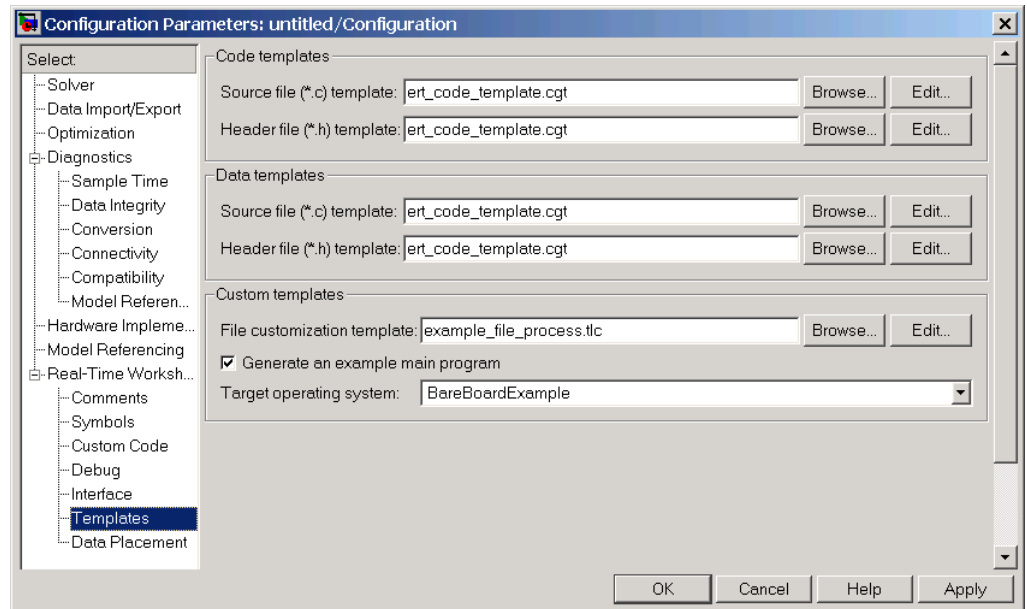 Configuration Parameters: untitled/Configuration
Select:
Solver
Data Import/Export
Optimization
Diagnostics
Sample Time
Data Integrity
Conversion
Connectivity
Compatibility
Model Referen...
Hardware Impleme...
Model Referencing
Real-Time Worksh...
Comments
Symbols
Custom Code
Debug
Interface
Templates
Data Placement
Code templates
Source file (*.c) template: ert_code_template.cgt Browse... Edit...
Header file (*.h) template: ert_code_template.cgt Browse... Edit...
Data templates
Source file (*.c) template: ert_code_template.cgt Browse... Edit...
Header file (*.h) template: ert_code_template.cgt Browse... Edit...
Custom templates
File customization template: example_file_process.tlc Browse... Edit...
Generate an example main program
Target operating system: BareBoardExample
OK Cancel Help Apply